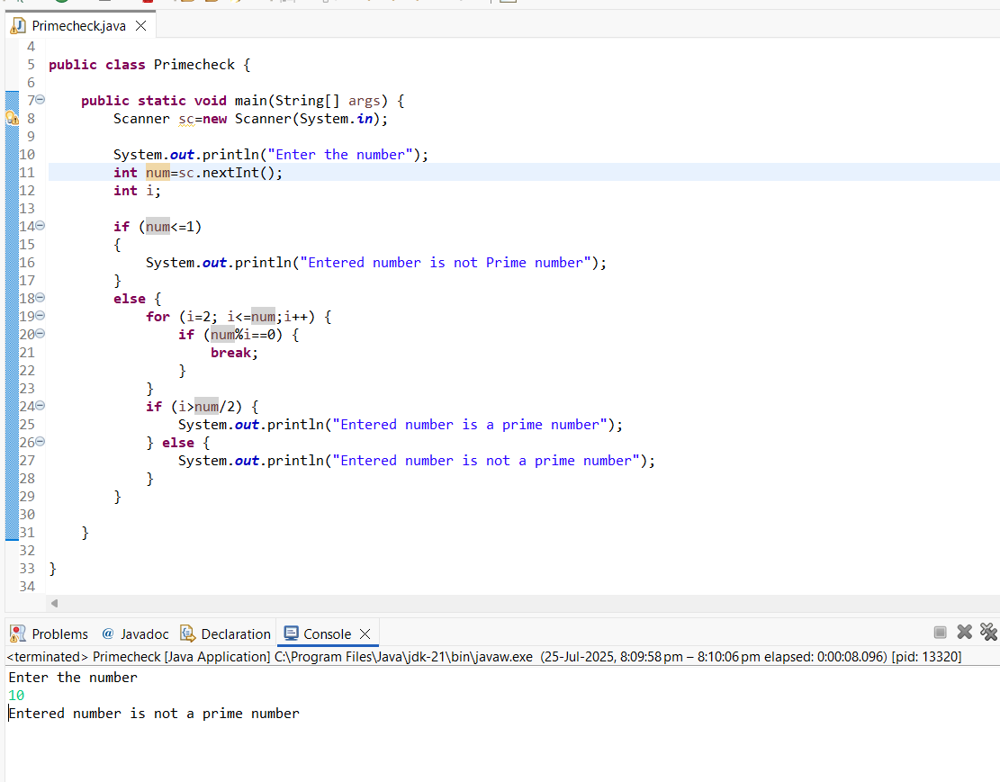 Primecheck.java
4
5 public class Primecheck {
6
7 public static void main(String[] args) {
8 Scanner sc=new Scanner(System.in);
9
10 System.out.println("Enter the number");
11 int num=sc.nextInt();
12 int i;
13
14 if (num<=1)
15 {
16 System.out.println("Entered number is not Prime number");
17 }
18 else {
19 for (i=2; i<=num;i++) {
20 if (num%i==0) {
21 break;
22 }
23 }
24 if (i>num/2) {
25 System.out.println("Entered number is a prime number");
26 } else {
27 System.out.println("Entered number is not a prime number");
28 }
29 }
30
31 }
32
33 }
34
Problems @ Javadoc Declaration Console
<terminated> Primecheck [Java Application] C:\Program Files\Java\jdk-21\bin\javaw.exe (25-Jul-2025, 8:09:58 pm – 8:10:06 pm elapsed: 0:00:08.096) [pid: 13320]
Enter the number
10
Entered number is not a prime number